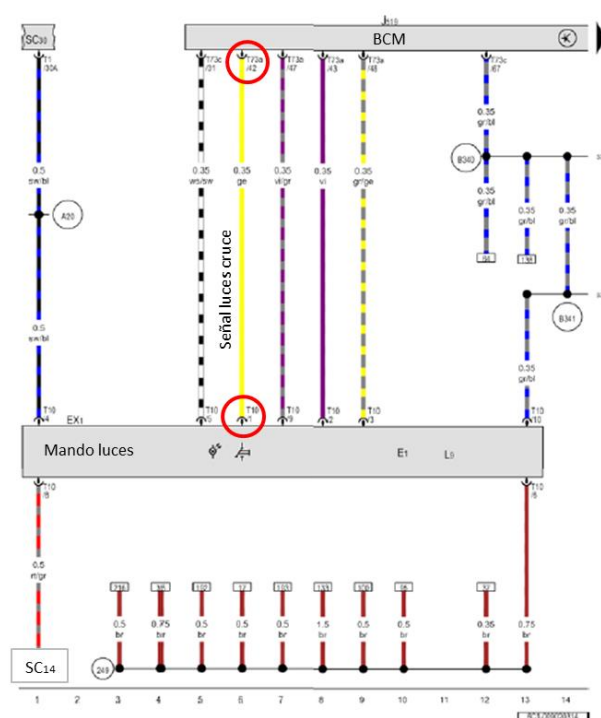 J519
SC30
BCM
T1
/30A
T73c
/31
T73a
/42
T73a
/47
T73a
/43
T73a
/48
T73c
/67
0.5
sw/bl
0.35
ws/sw
0.35
ge
0.35
vi/gr
0.35
vi
0.35
gr/ge
0.35
gr/bl
B340
0.35
gr/bl
0.35
gr/bl
0.35
gr/bl
A20
Señal luces cruce
138
B341
0.5
sw/bl
0.35
gr/bl
T10
/4
EX1
T10
/5
T10
/1
T10
/9
T10
/2
T10
/3
T10
/10
Mando luces
E1
L9
T10
/8
T10
/6
0.5
rt/gr
0.5
br
0.75
br
0.5
br
0.5
br
0.5
br
1.5
br
0.5
br
0.5
br
0.35
br
0.75
br
SC14
249
1 2 3 4 5 6 7 8 9 10 11 12 13 14